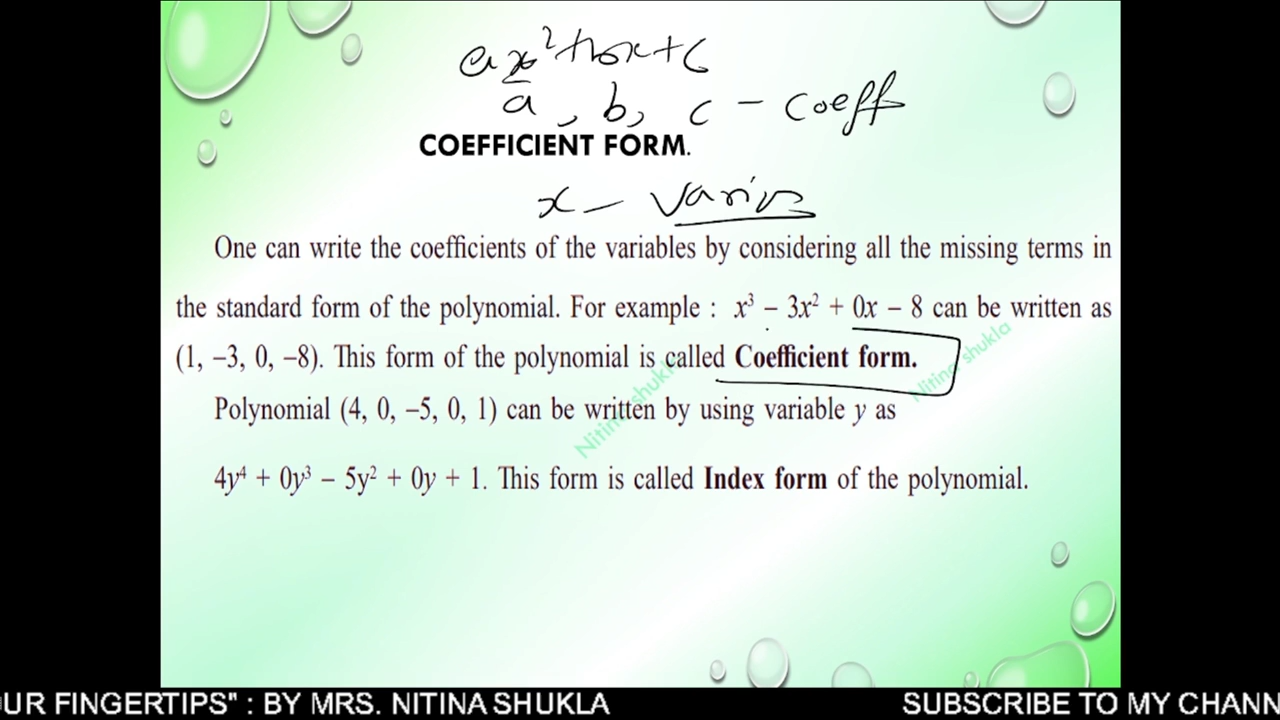 ax²+bx+c
a, b, c - coeff
COEFFICIENT FORM.
x -
One can write the coefficients of the variables by considering all the missing terms in
the standard form of the polynomial. For example : x³ – 3x² + 0x – 8 can be written as
(1, –3, 0, –8). This form of the polynomial is called Coefficient form.
Nitina shukla
Nitina shukla
Polynomial (4, 0, –5, 0, 1) can be written by using variable y as
4y⁴ + 0y³ – 5y² + 0y + 1. This form is called Index form of the polynomial.
UR FINGERTIPS" : BY MRS. NITINA SHUKLA SUBSCRIBE TO MY CHANN